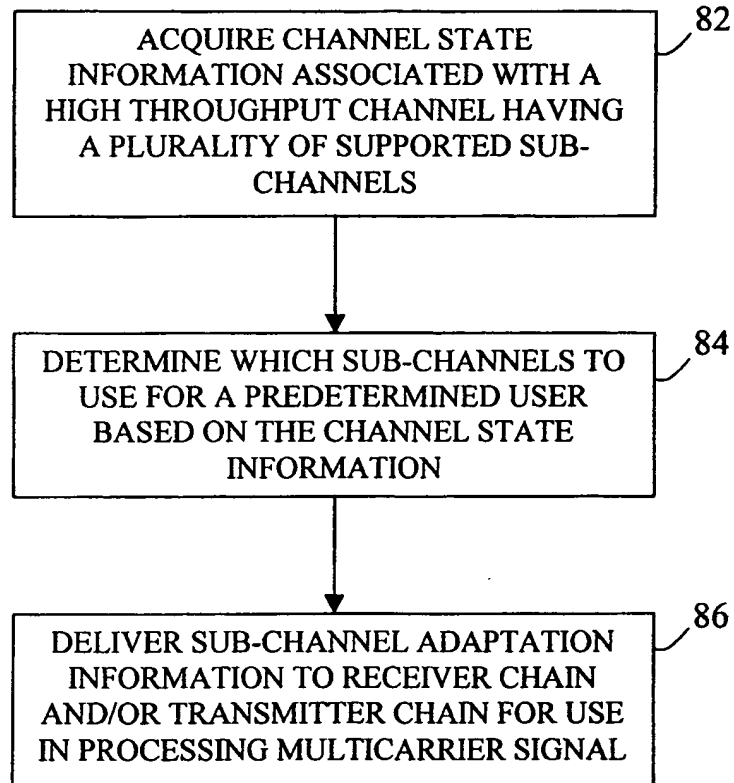 82
ACQUIRE CHANNEL STATE
INFORMATION ASSOCIATED WITH A
HIGH THROUGHPUT CHANNEL HAVING
A PLURALITY OF SUPPORTED SUB-
CHANNELS
84
DETERMINE WHICH SUB-CHANNELS TO
USE FOR A PREDETERMINED USER
BASED ON THE CHANNEL STATE
INFORMATION
86
DELIVER SUB-CHANNEL ADAPTATION
INFORMATION TO RECEIVER CHAIN
AND/OR TRANSMITTER CHAIN FOR USE
IN PROCESSING MULTICARRIER SIGNAL